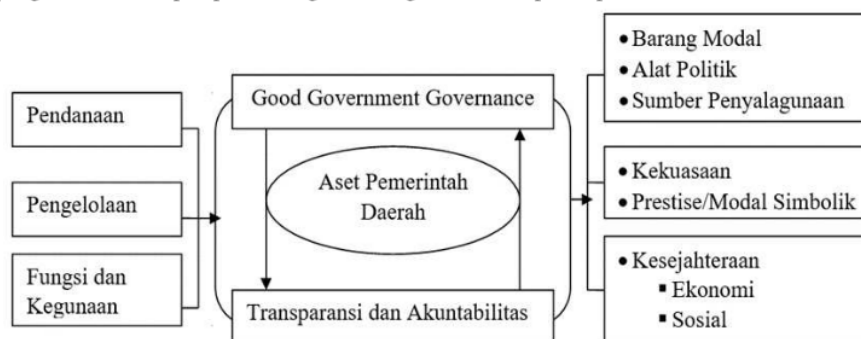 Pendanaan
Pengelolaan
Fungsi dan
Kegunaan
Good Government Governance
Aset Pemerintah
Daerah
Transparansi dan Akuntabilitas
• Barang Modal
• Alat Politik
• Sumber Penyalagunaan
• Kekuasaan
• Prestise/Modal Simbolik
• Kesejahteraan
▪ Ekonomi
▪ Sosial